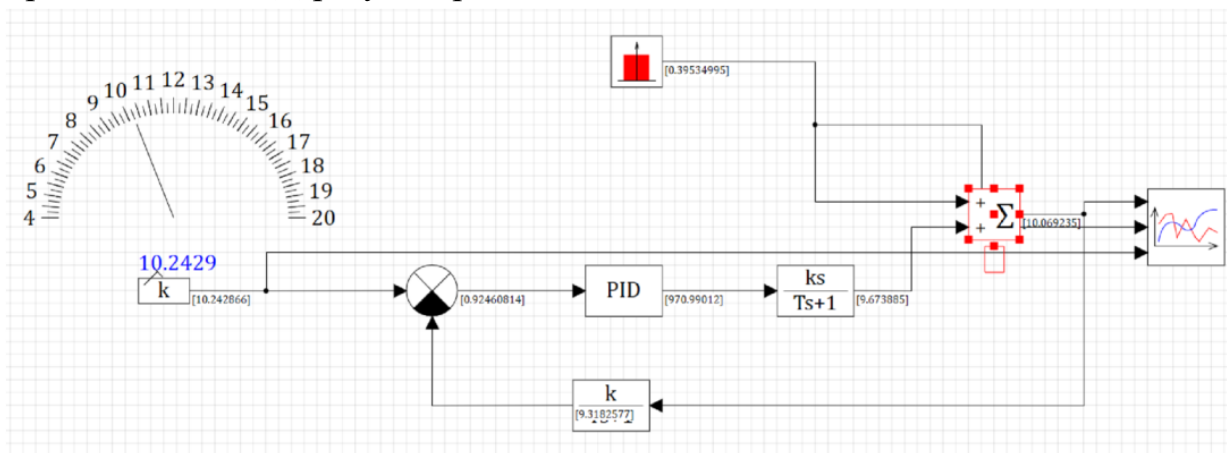 [0.39534995]
4 5 6 7 8 9 10 11 12 13 14 15 16 17 18 19 20
+
+ Σ [10.069235]
10.2429
k [10.242866]
[0.92460814]
PID [970.99012]
ks
Ts+1 [9.673885]
k
[9.3182577]